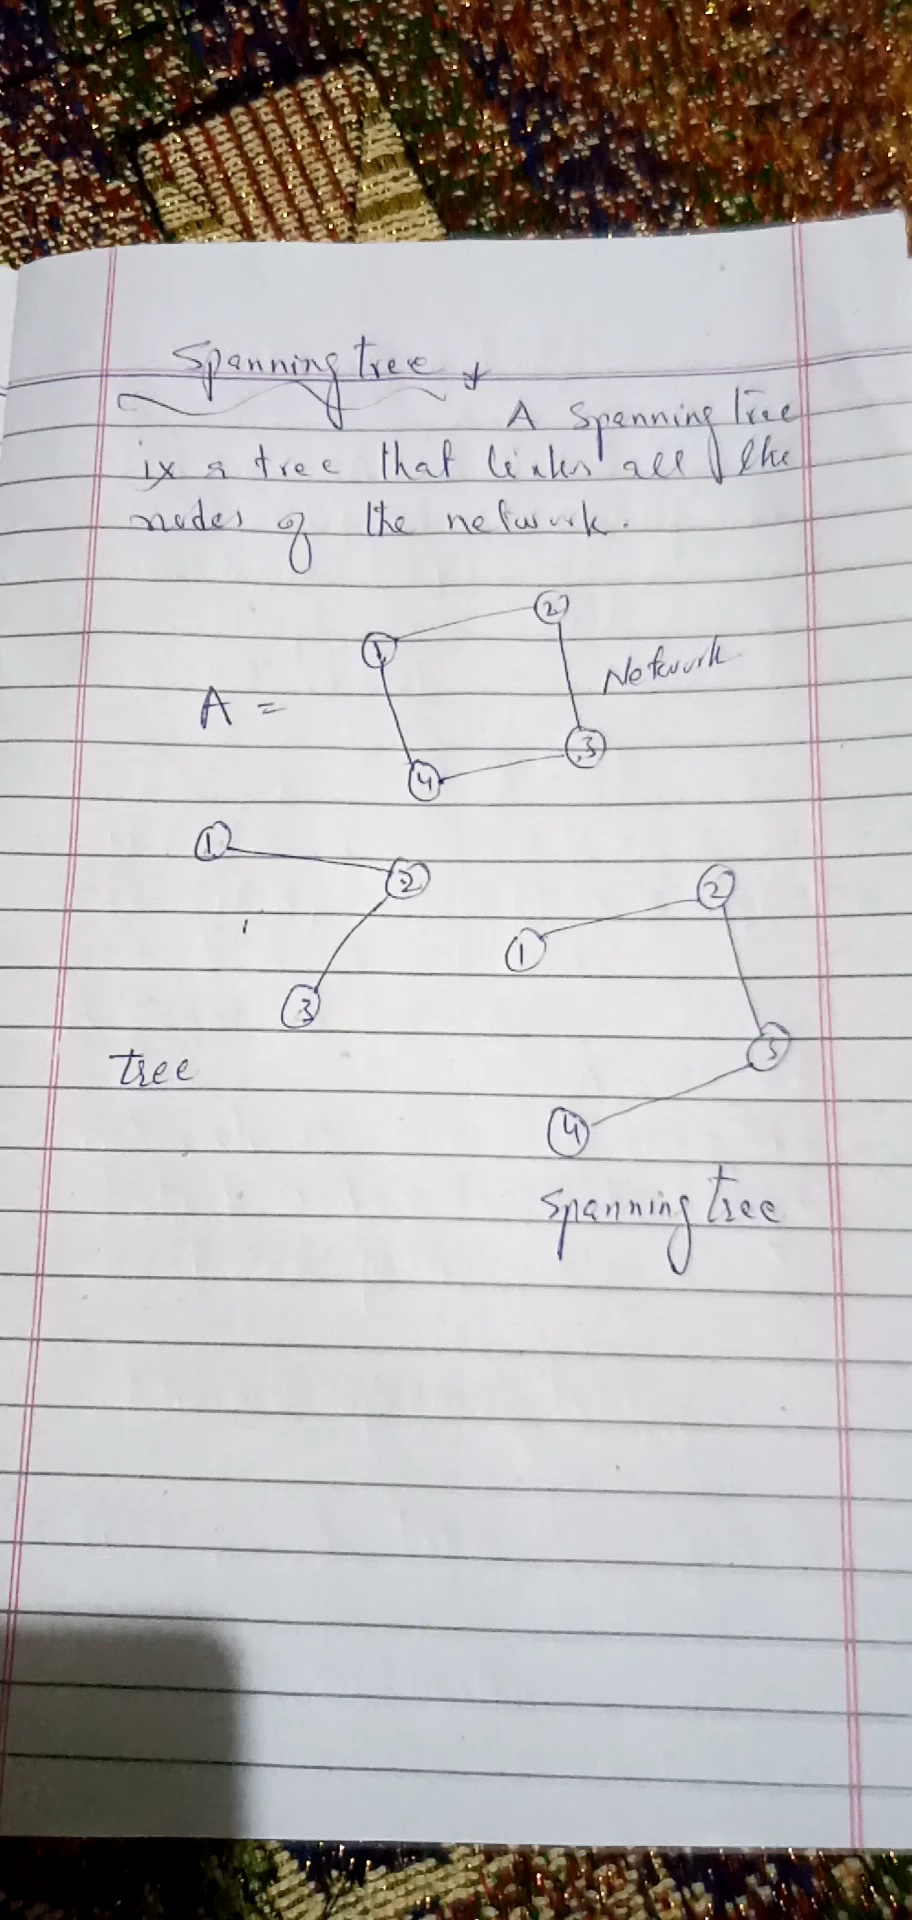 Spanning tree *
A Spanning tree
is a tree that links all the
nodes of the network.
1 2
A =
Network
4 3
1 2
3
2
1
3
4
tree
Spanning tree